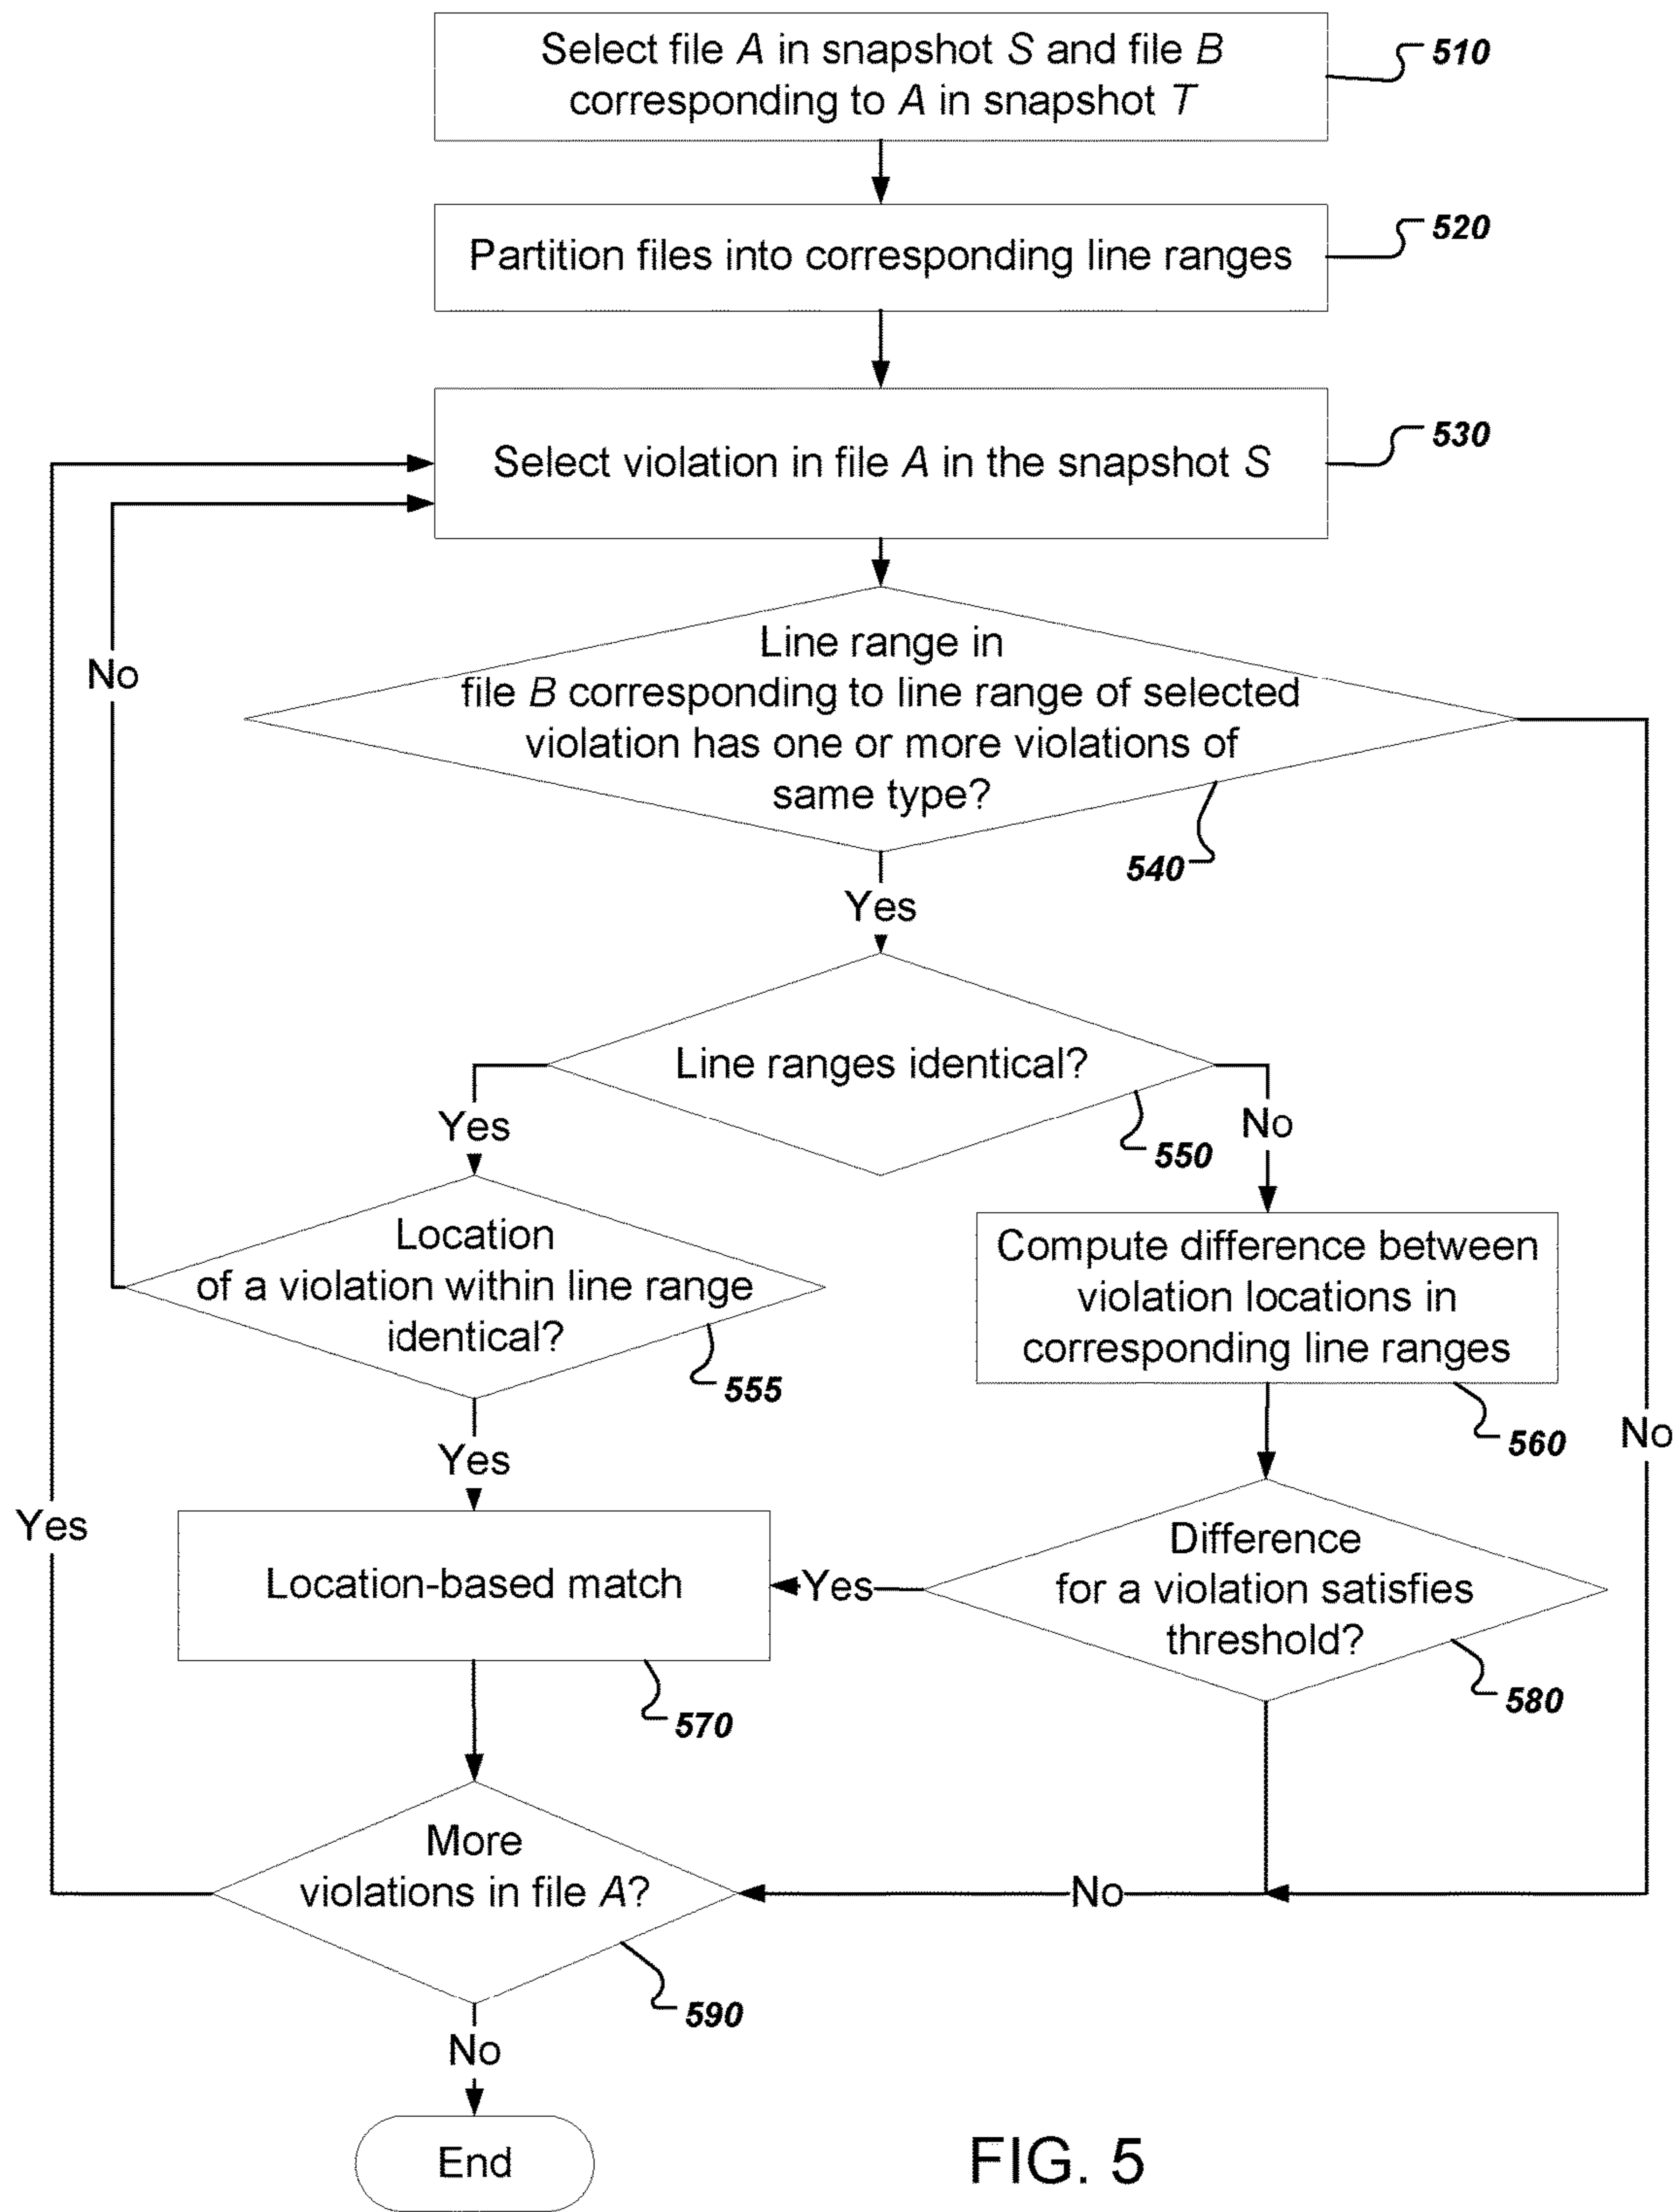 Select file A in snapshot S and file B
corresponding to A in snapshot T
510
Partition files into corresponding line ranges
520
Select violation in file A in the snapshot S
530
No
Line range in
file B corresponding to line range of selected
violation has one or more violations of
same type?
540
Yes
Line ranges identical?
550
Yes
No
Location
of a violation within line range
identical?
555
Compute difference between
violation locations in
corresponding line ranges
560
No
Yes
Yes
Location-based match
570
Yes
Difference
for a violation satisfies
threshold?
580
More
violations in file A?
590
No
No
End
FIG. 5